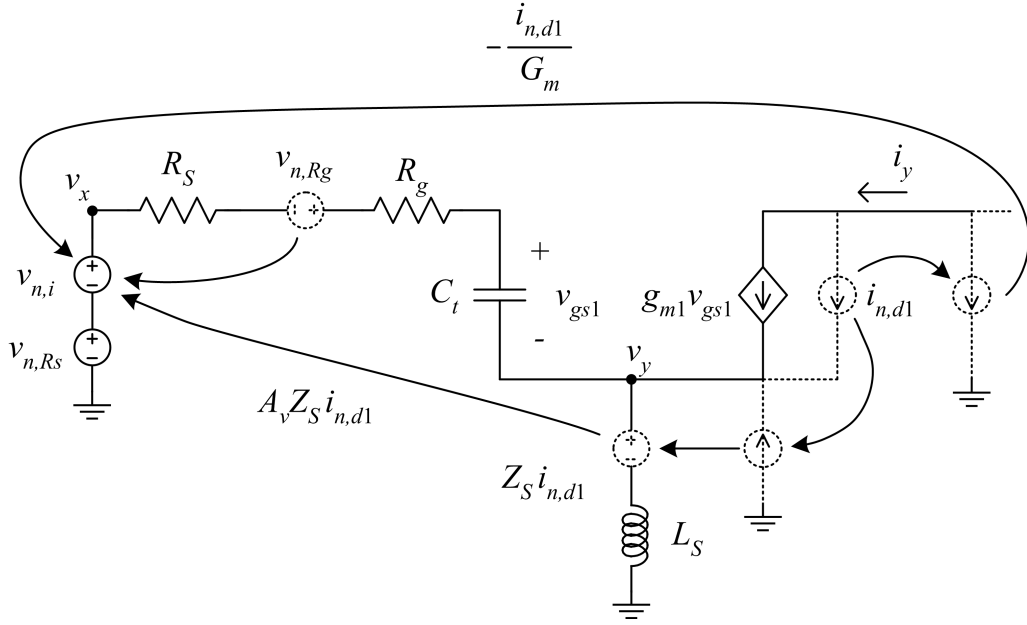 − i_{n,d1} / G_m
v_x
R_S
v_{n,Rg}
R_g
i_y
v_{n,i}
+
−
C_t
+
v_{gs1}
-
g_{m1}v_{gs1}
i_{n,d1}
v_{n,Rs}
+
−
v_y
A_v Z_S i_{n,d1}
Z_S i_{n,d1}
+
−
L_S